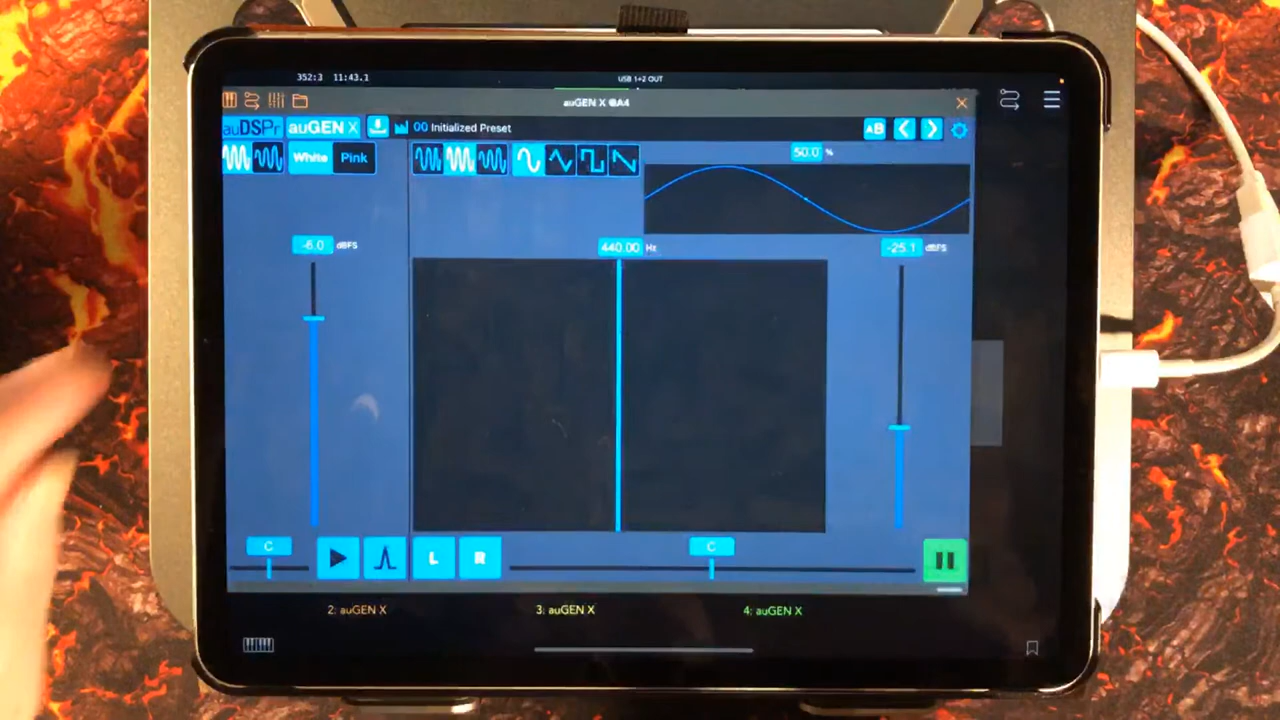 352:3 11:43.1
USB 1+2 OUT
auGEN X @A4
auDSPr auGEN X 00 Initialized Preset AB
White Pink
50.0 %
-6.0 dBFS
440.00 Hz
-25.1 dBFS
C
L R
C
2: auGEN X
3: auGEN X
4: auGEN X